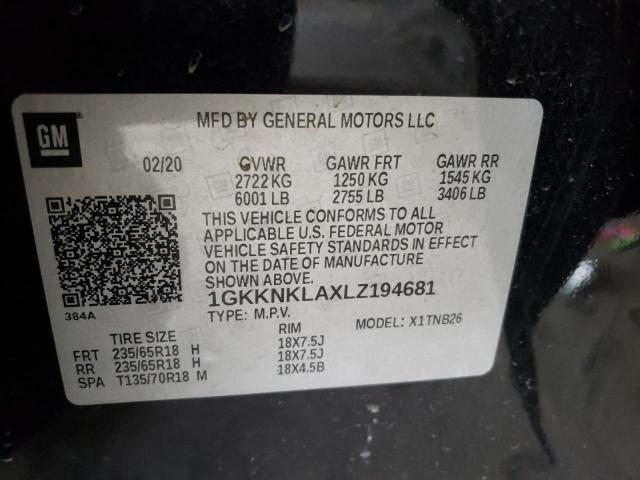 GM
MFD BY GENERAL MOTORS LLC
02/20 GVWR GAWR FRT GAWR RR
2722 KG 1250 KG 1545 KG
6001 LB 2755 LB 3406 LB
THIS VEHICLE CONFORMS TO ALL
APPLICABLE U.S. FEDERAL MOTOR
VEHICLE SAFETY STANDARDS IN EFFECT
ON THE DATE OF MANUFACTURE
SHOWN ABOVE.
384A
1GKKNKLAXLZ194681
TYPE: M.P.V. MODEL: X1TNB26
TIRE SIZE RIM
FRT 235/65R18 H 18X7.5J
RR 235/65R18 H 18X7.5J
SPA T135/70R18 M 18X4.5B